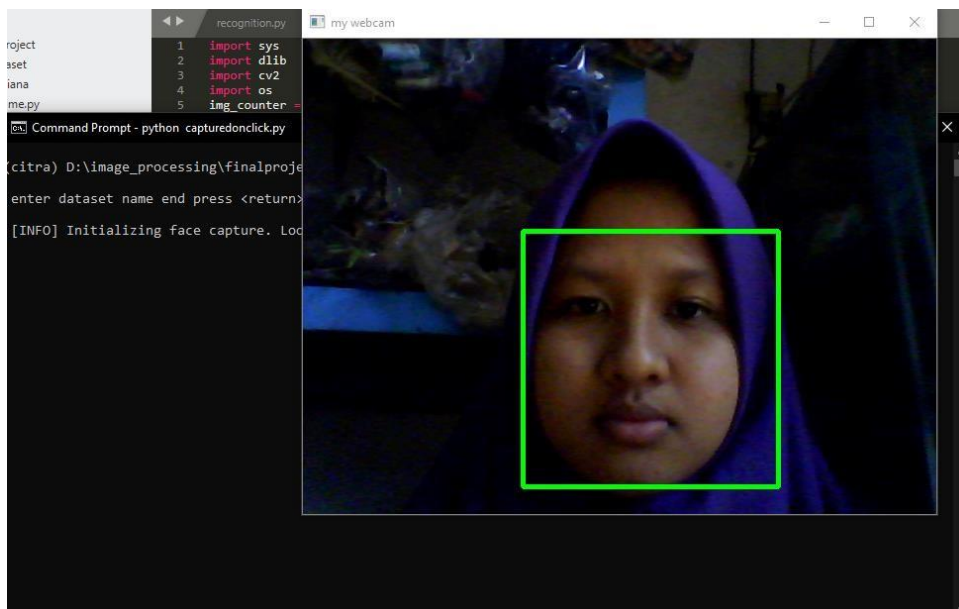 recognition.py
my webcam
roject
aset
iana
me.py
1 import sys
2 import dlib
3 import cv2
4 import os
5 img_counter =
Command Prompt - python capturedonclick.py
(citra) D:\image_processing\finalproje
enter dataset name end press <return>
[INFO] Initializing face capture. Loo